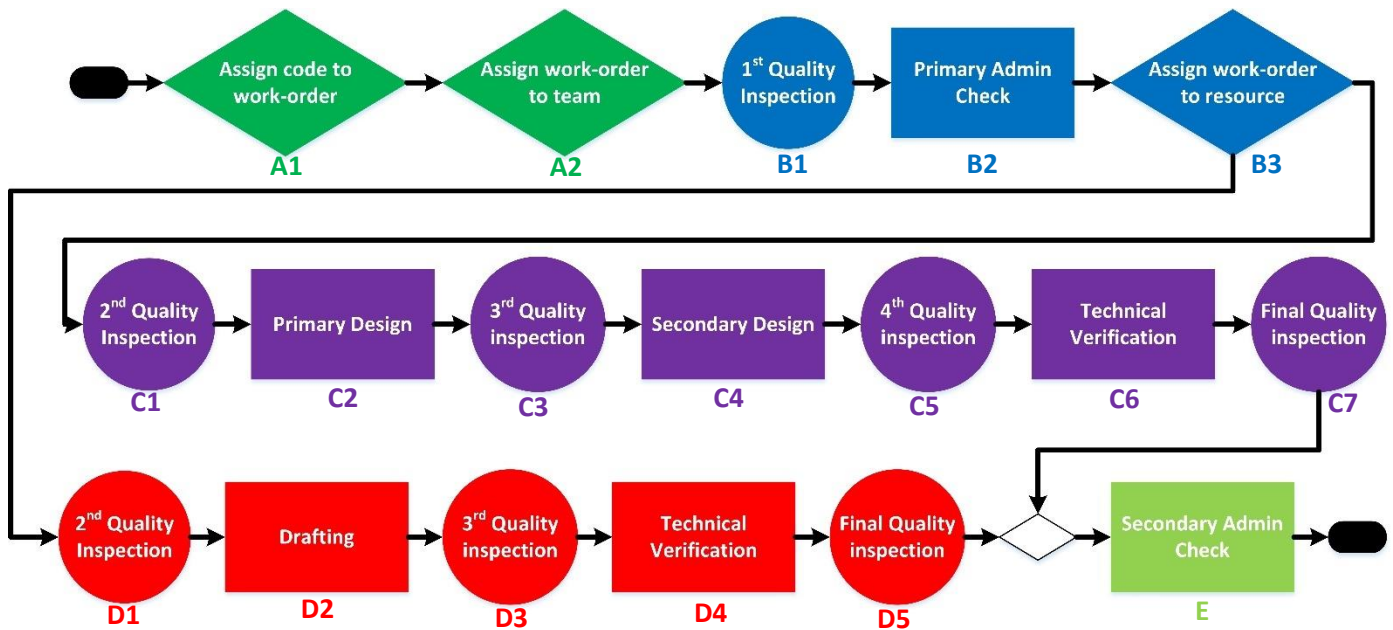 Assign code to
work-order
A1
Assign work-order
to team
A2
1st Quality
Inspection
B1
Primary Admin
Check
B2
Assign work-order
to resource
B3
2nd Quality
Inspection
C1
Primary Design
C2
3rd Quality
inspection
C3
Secondary Design
C4
4th Quality
inspection
C5
Technical
Verification
C6
Final Quality
inspection
C7
2nd Quality
Inspection
D1
Drafting
D2
3rd Quality
inspection
D3
Technical
Verification
D4
Final Quality
inspection
D5
Secondary Admin
Check
E